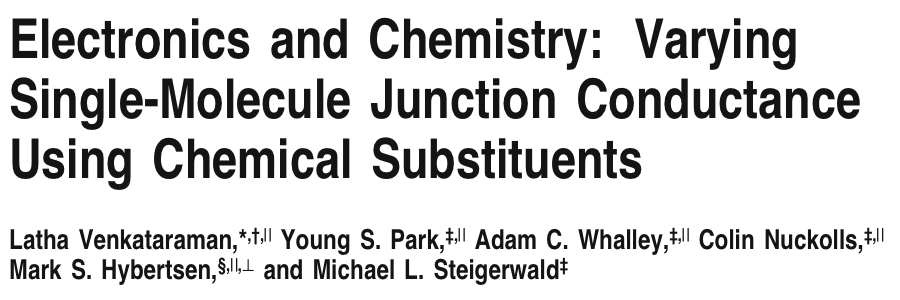 Electronics and Chemistry: Varying
Single-Molecule Junction Conductance
Using Chemical Substituents
Latha Venkataraman,*,†,|| Young S. Park,‡,|| Adam C. Whalley,‡,|| Colin Nuckolls,‡,||
Mark S. Hybertsen,§,||,⊥ and Michael L. Steigerwald‡